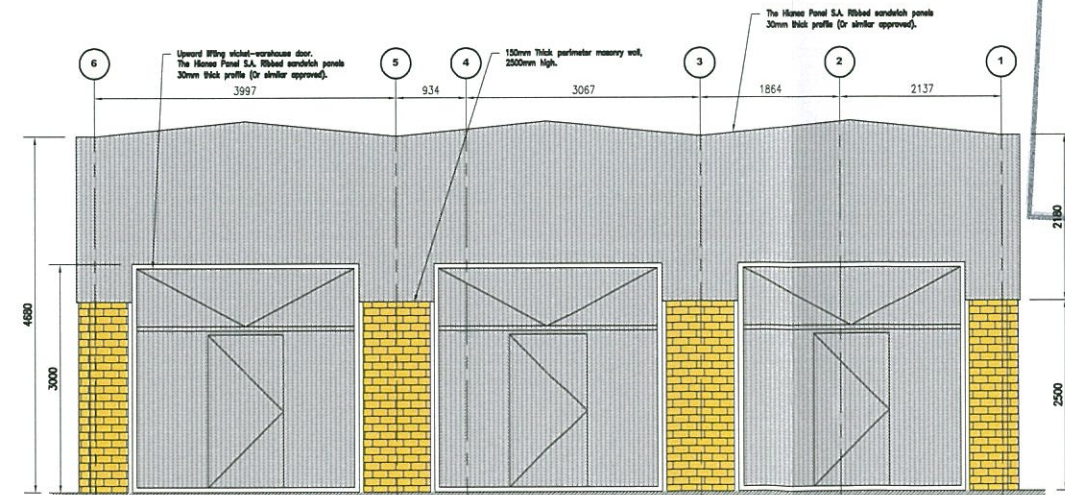 The Hiansa Panel S.A. Ribbed sandwich panels
30mm thick profile (Or similar approved).
Upward lifting wicket-warehouse door.
The Hiansa Panel S.A. Ribbed sandwich panels
30mm thick profile (Or similar approved).
150mm Thick perimeter masonry wall,
2500mm high.
6
5
4
3
2
1
3997
934
3067
1864
2137
4680
3000
2180
2500